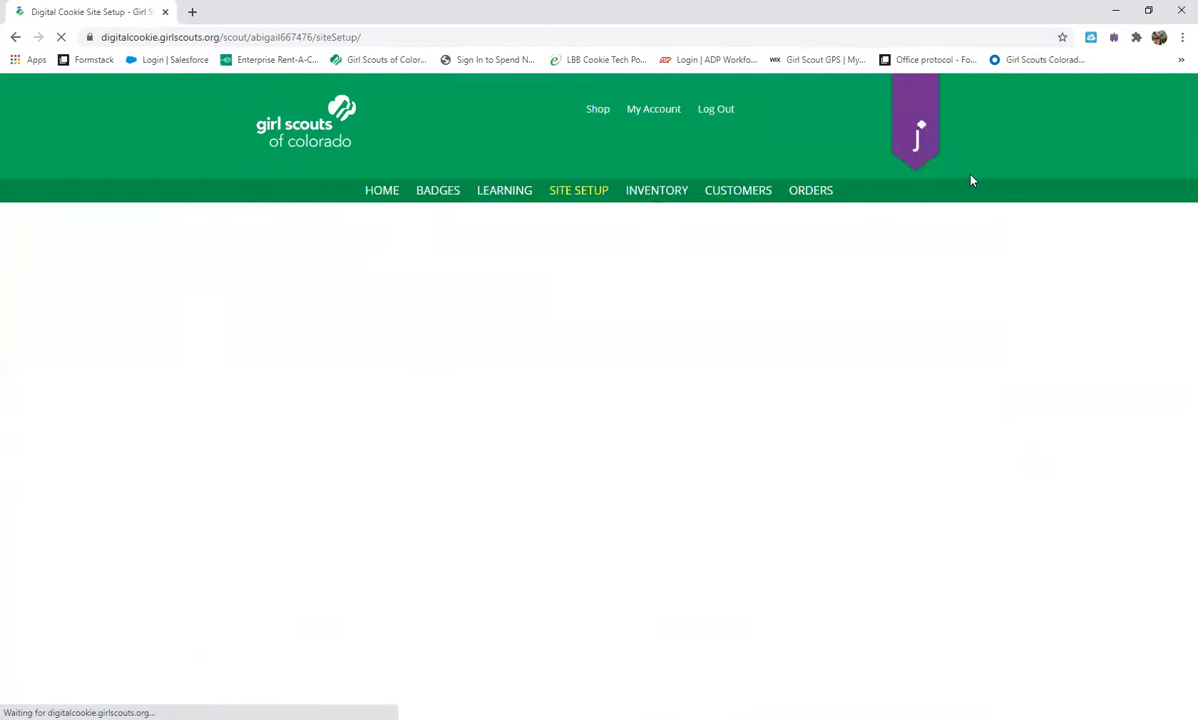 Digital Cookie Site Setup - Girl S
digitalcookie.girlscouts.org/scout/abigail667476/siteSetup/
Apps
Formstack
Login | Salesforce
Enterprise Rent-A-C...
Girl Scouts of Color...
Sign In to Spend N...
LBB Cookie Tech Po...
Login | ADP Workfo...
WIX
Girl Scout GPS | My...
Office protocol - Fo...
Girl Scouts Colorad...
girl scouts
of colorado
Shop
My Account
Log Out
j
HOME
BADGES
LEARNING
SITE SETUP
INVENTORY
CUSTOMERS
ORDERS
Waiting for digitalcookie.girlscouts.org...